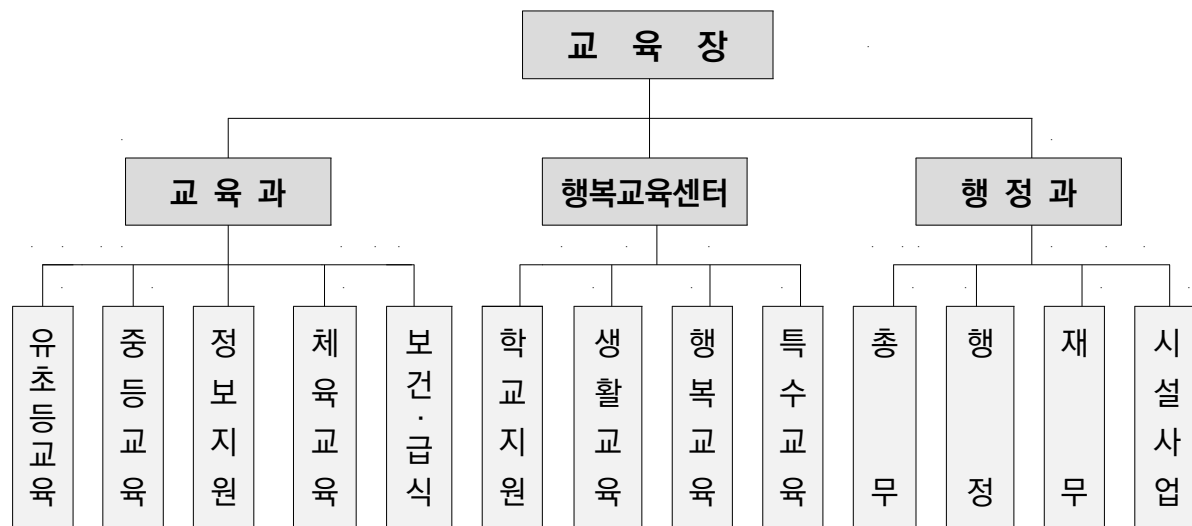 교 육 장
교 육 과
행복교육센터
행 정 과
유초등교육
중등교육
정보지원
체육교육
보건·급식
학교지원
생활교육
행복교육
특수교육
총무
행정
재무
시설사업